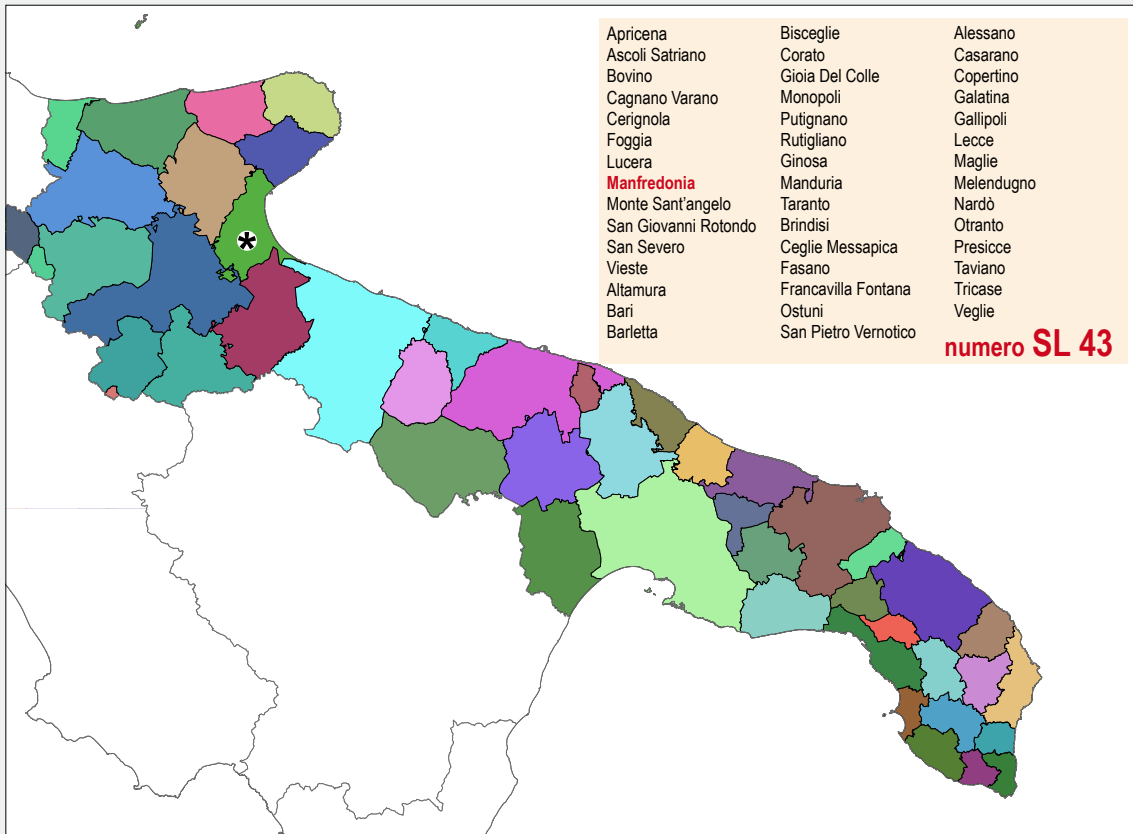 Apricena
Ascoli Satriano
Bovino
Cagnano Varano
Cerignola
Foggia
Lucera
Manfredonia
Monte Sant'angelo
San Giovanni Rotondo
San Severo
Vieste
Altamura
Bari
Barletta
Bisceglie
Corato
Gioia Del Colle
Monopoli
Putignano
Rutigliano
Ginosa
Manduria
Taranto
Brindisi
Ceglie Messapica
Fasano
Francavilla Fontana
Ostuni
San Pietro Vernotico
Alessano
Casarano
Copertino
Galatina
Gallipoli
Lecce
Maglie
Melendugno
Nardò
Otranto
Presicce
Taviano
Tricase
Veglie
numero SL 43
*